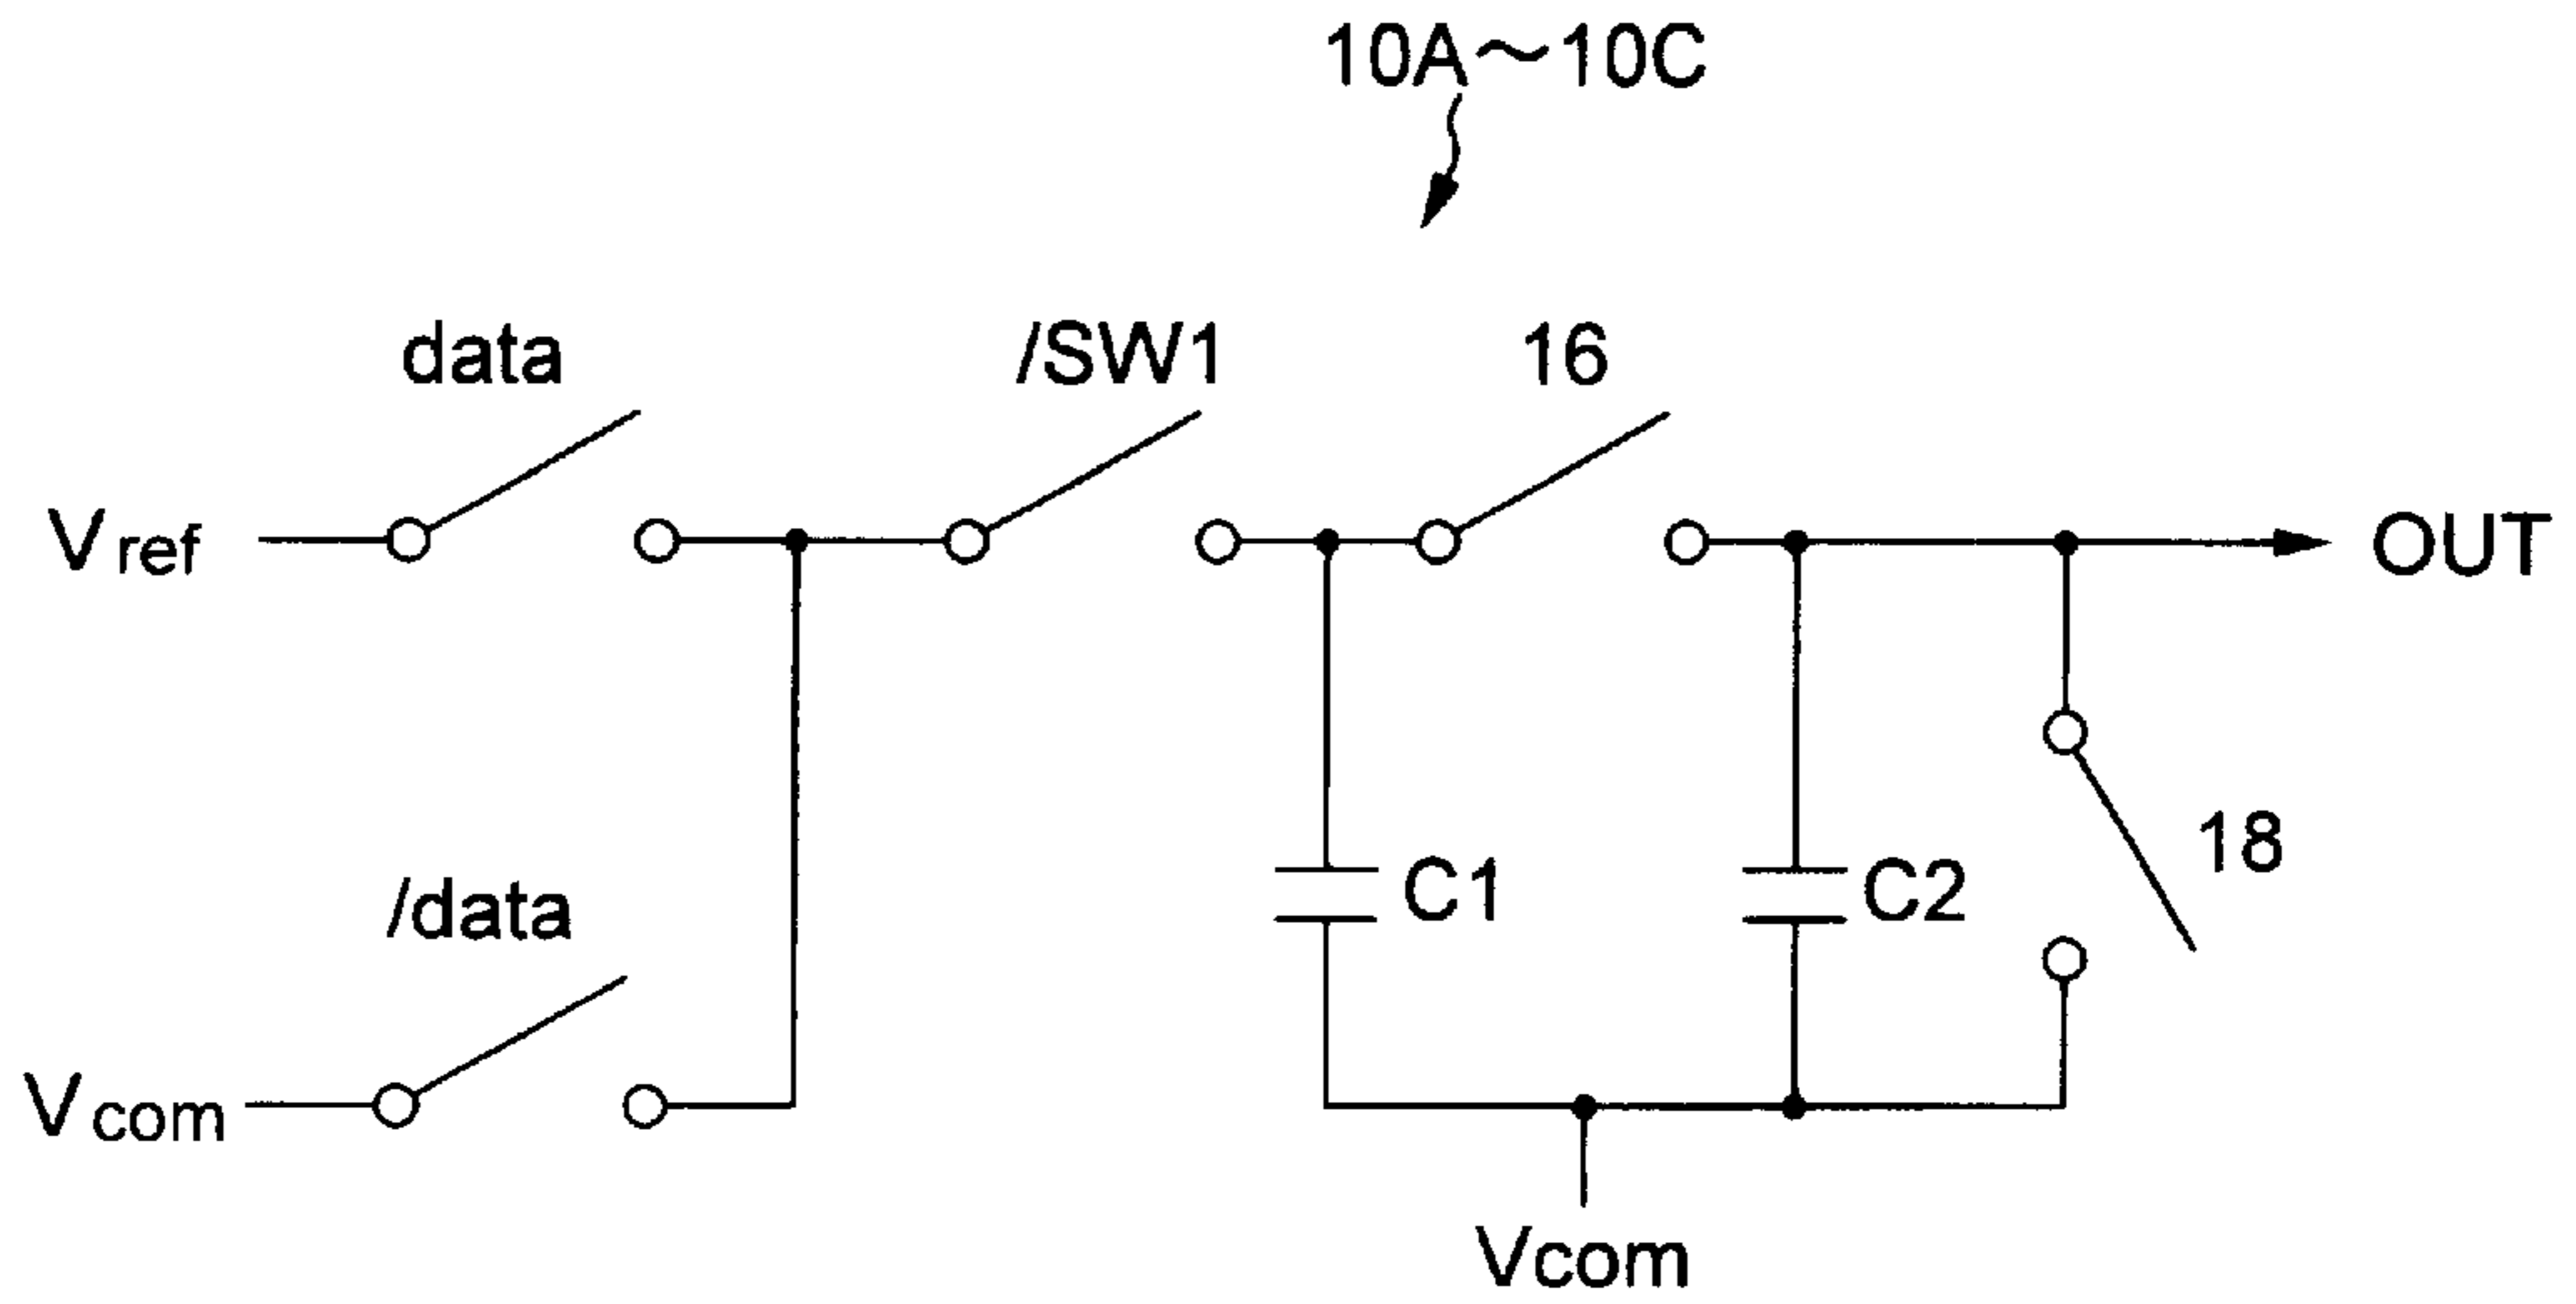 10A～10C
data
/SW1
16
Vref
OUT
/data
C1
C2
18
Vcom
Vcom